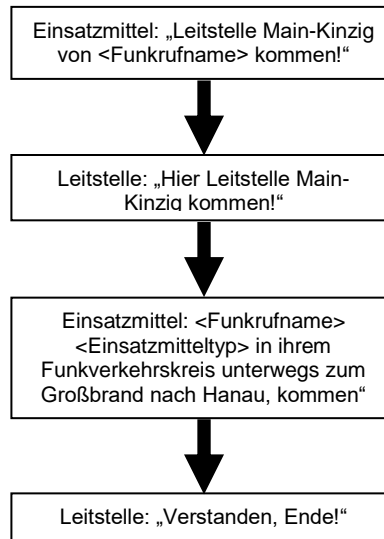 Einsatzmittel: „Leitstelle Main-Kinzig
von <Funkrufname> kommen!“
Leitstelle: „Hier Leitstelle Main-
Kinzig kommen!“
Einsatzmittel: <Funkrufname>
<Einsatzmitteltyp> in ihrem
Funkverkehrskreis unterwegs zum
Großbrand nach Hanau, kommen“
Leitstelle: „Verstanden, Ende!“